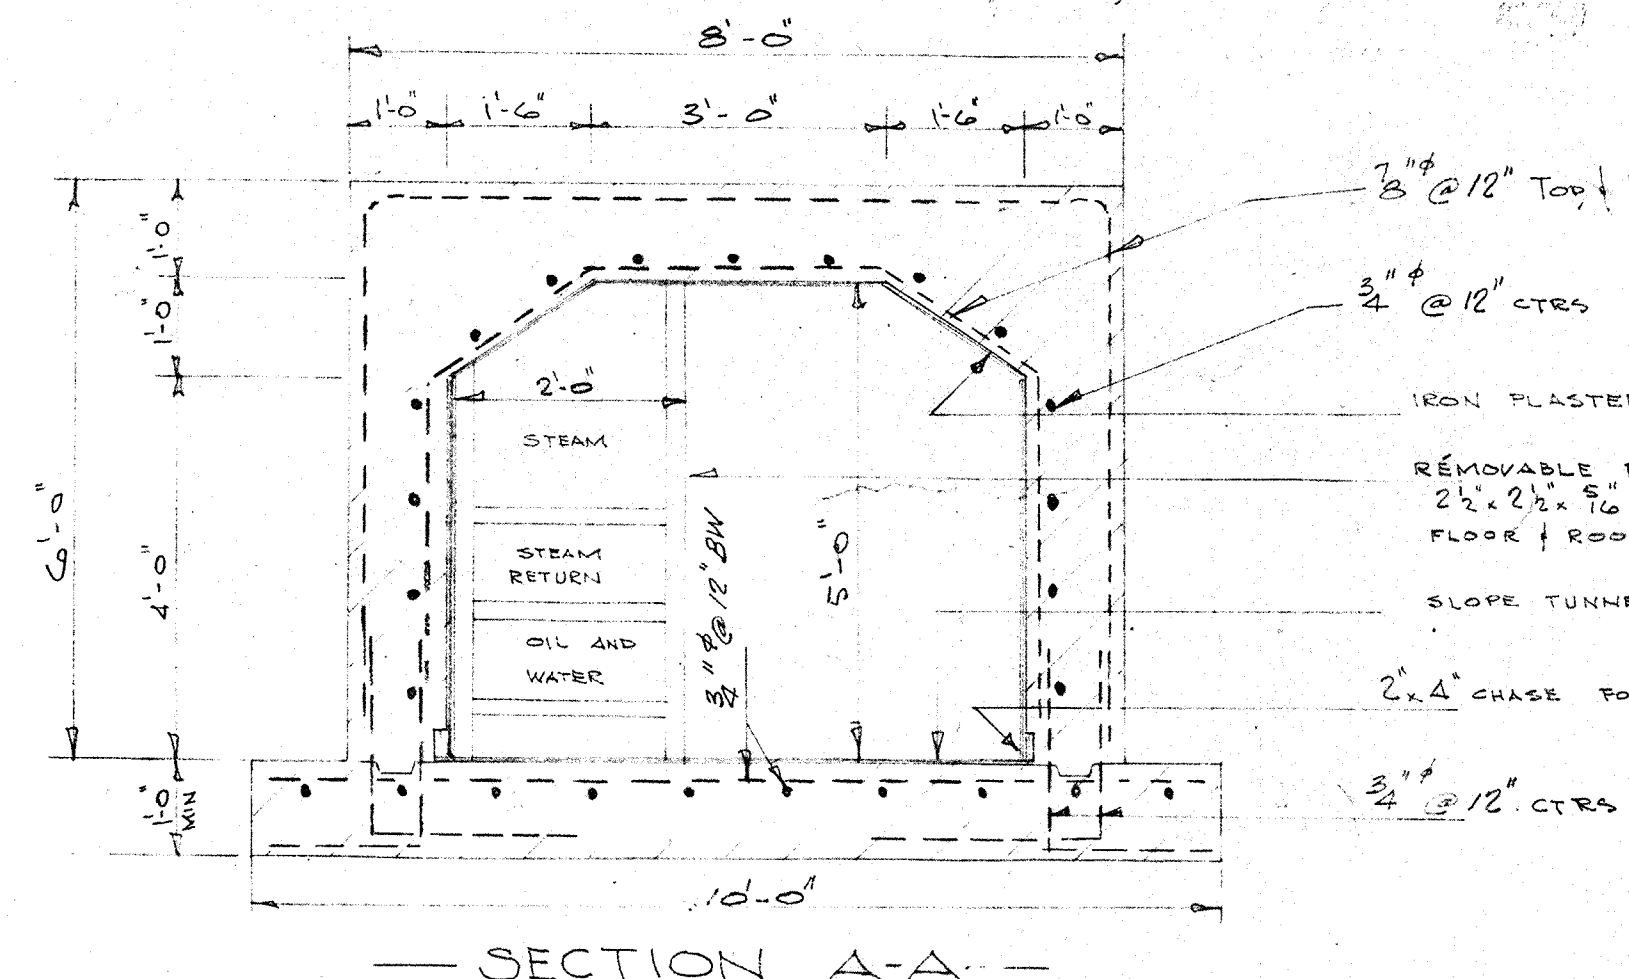 8'-0"
1'-0" 1'-6" 3'-0" 1'-6" 1'-0"
7/8"ϕ @ 12" TOP &
3/4"ϕ @ 12" CTRS
1'-0"
1'-0"
2'-0"
IRON PLASTE
STEAM
REMOVABLE
2 1/2" x 2 1/2" x 5/16"
FLOOR & ROO
6'-0"
4'-0"
5'-0"
3/4"ϕ @ 12" BW
STEAM
RETURN
SLOPE TUNNE
OIL AND
WATER
2" x 4" CHASE FO
1'-0"
MIN
3/4"ϕ @ 12" CTRS
10'-0"
SECTION A-A